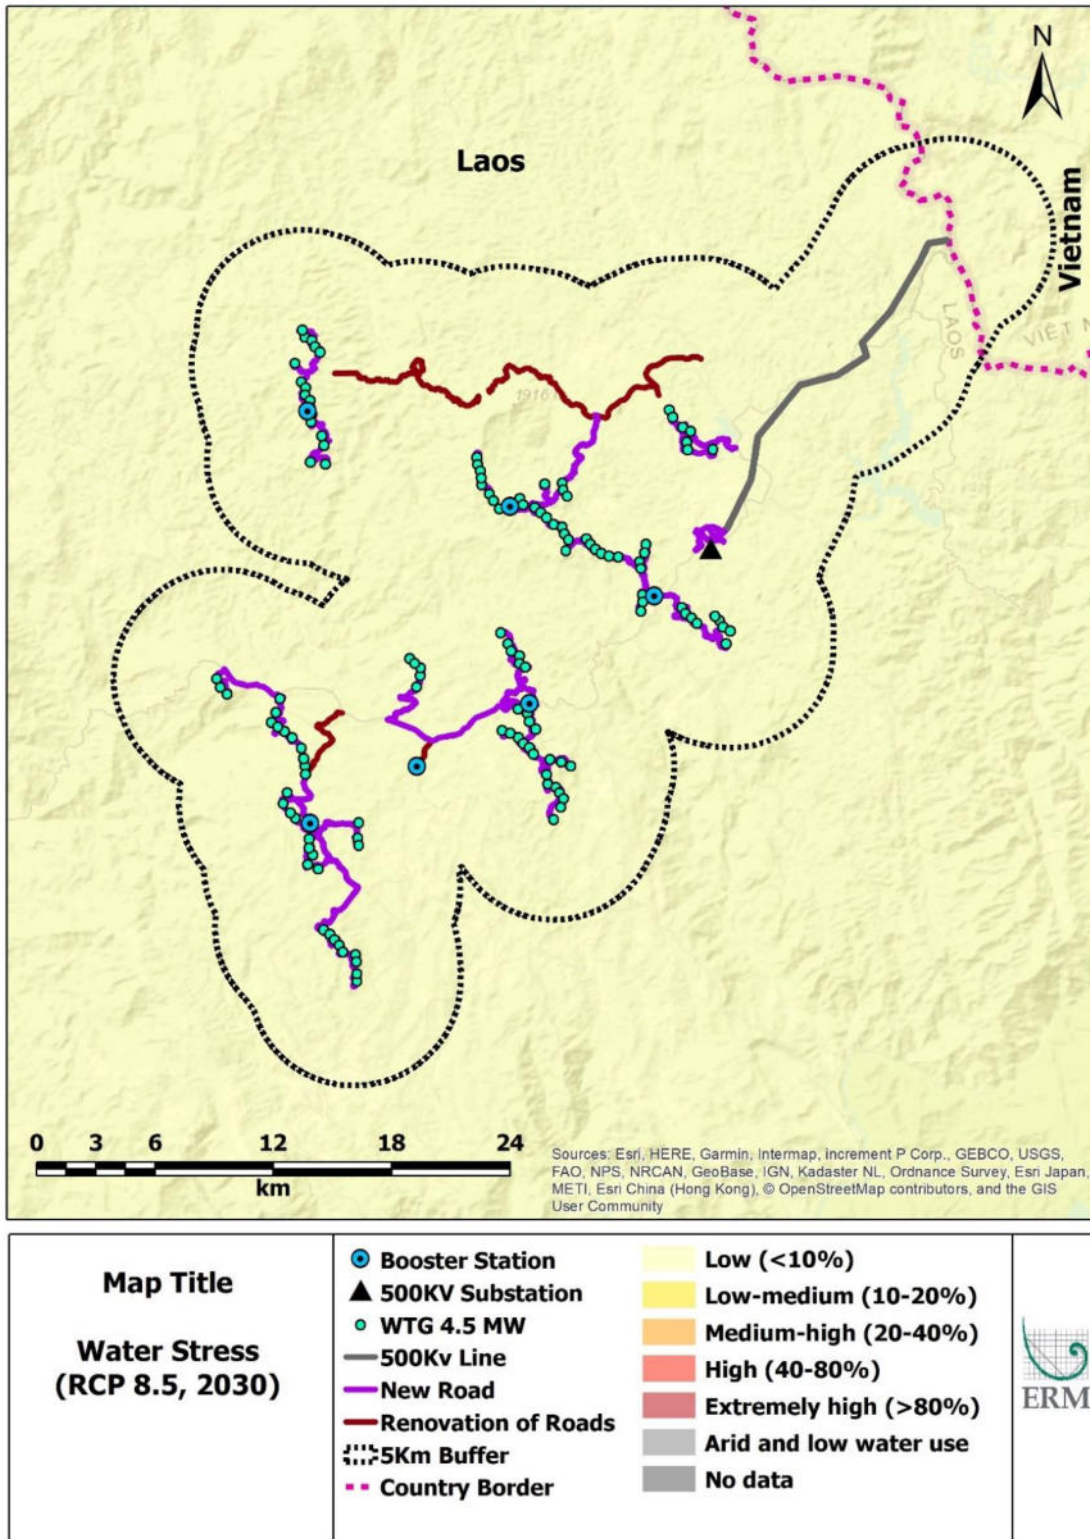 N
Laos
Vietnam
LAOS
VIÊT N
1916
0 3 6 12 18 24
km
Sources: Esri, HERE, Garmin, Intermap, increment P Corp., GEBCO, USGS,
FAO, NPS, NRCAN, GeoBase, IGN, Kadaster NL, Ordnance Survey, Esri Japan,
METI, Esri China (Hong Kong), © OpenStreetMap contributors, and the GIS
User Community
Map Title
Water Stress
(RCP 8.5, 2030)
Booster Station
500KV Substation
WTG 4.5 MW
500Kv Line
New Road
Renovation of Roads
5Km Buffer
Country Border
Low (<10%)
Low-medium (10-20%)
Medium-high (20-40%)
High (40-80%)
Extremely high (>80%)
Arid and low water use
No data
ERM